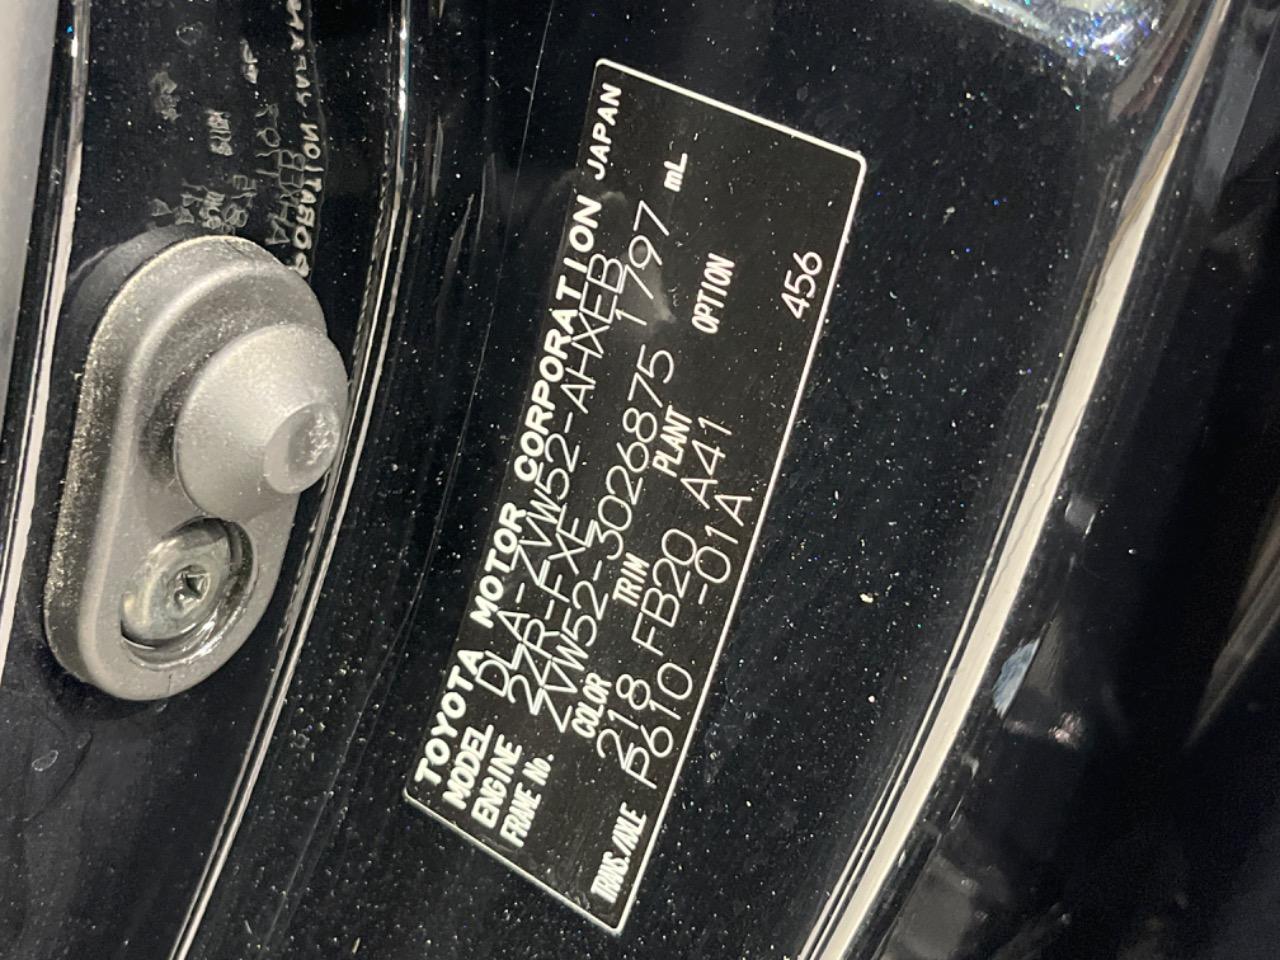 TOYOTA MOTOR CORPORATION JAPAN
MODEL DLA-ZVW52-AHXEB
ENGINE 2ZR-FXE 1797 mL
FRAME No. ZVW52-3026875
COLOR TRIM PLANT OPTION
218 FB20 A41
TRANS./AXLE P610 -01A 456